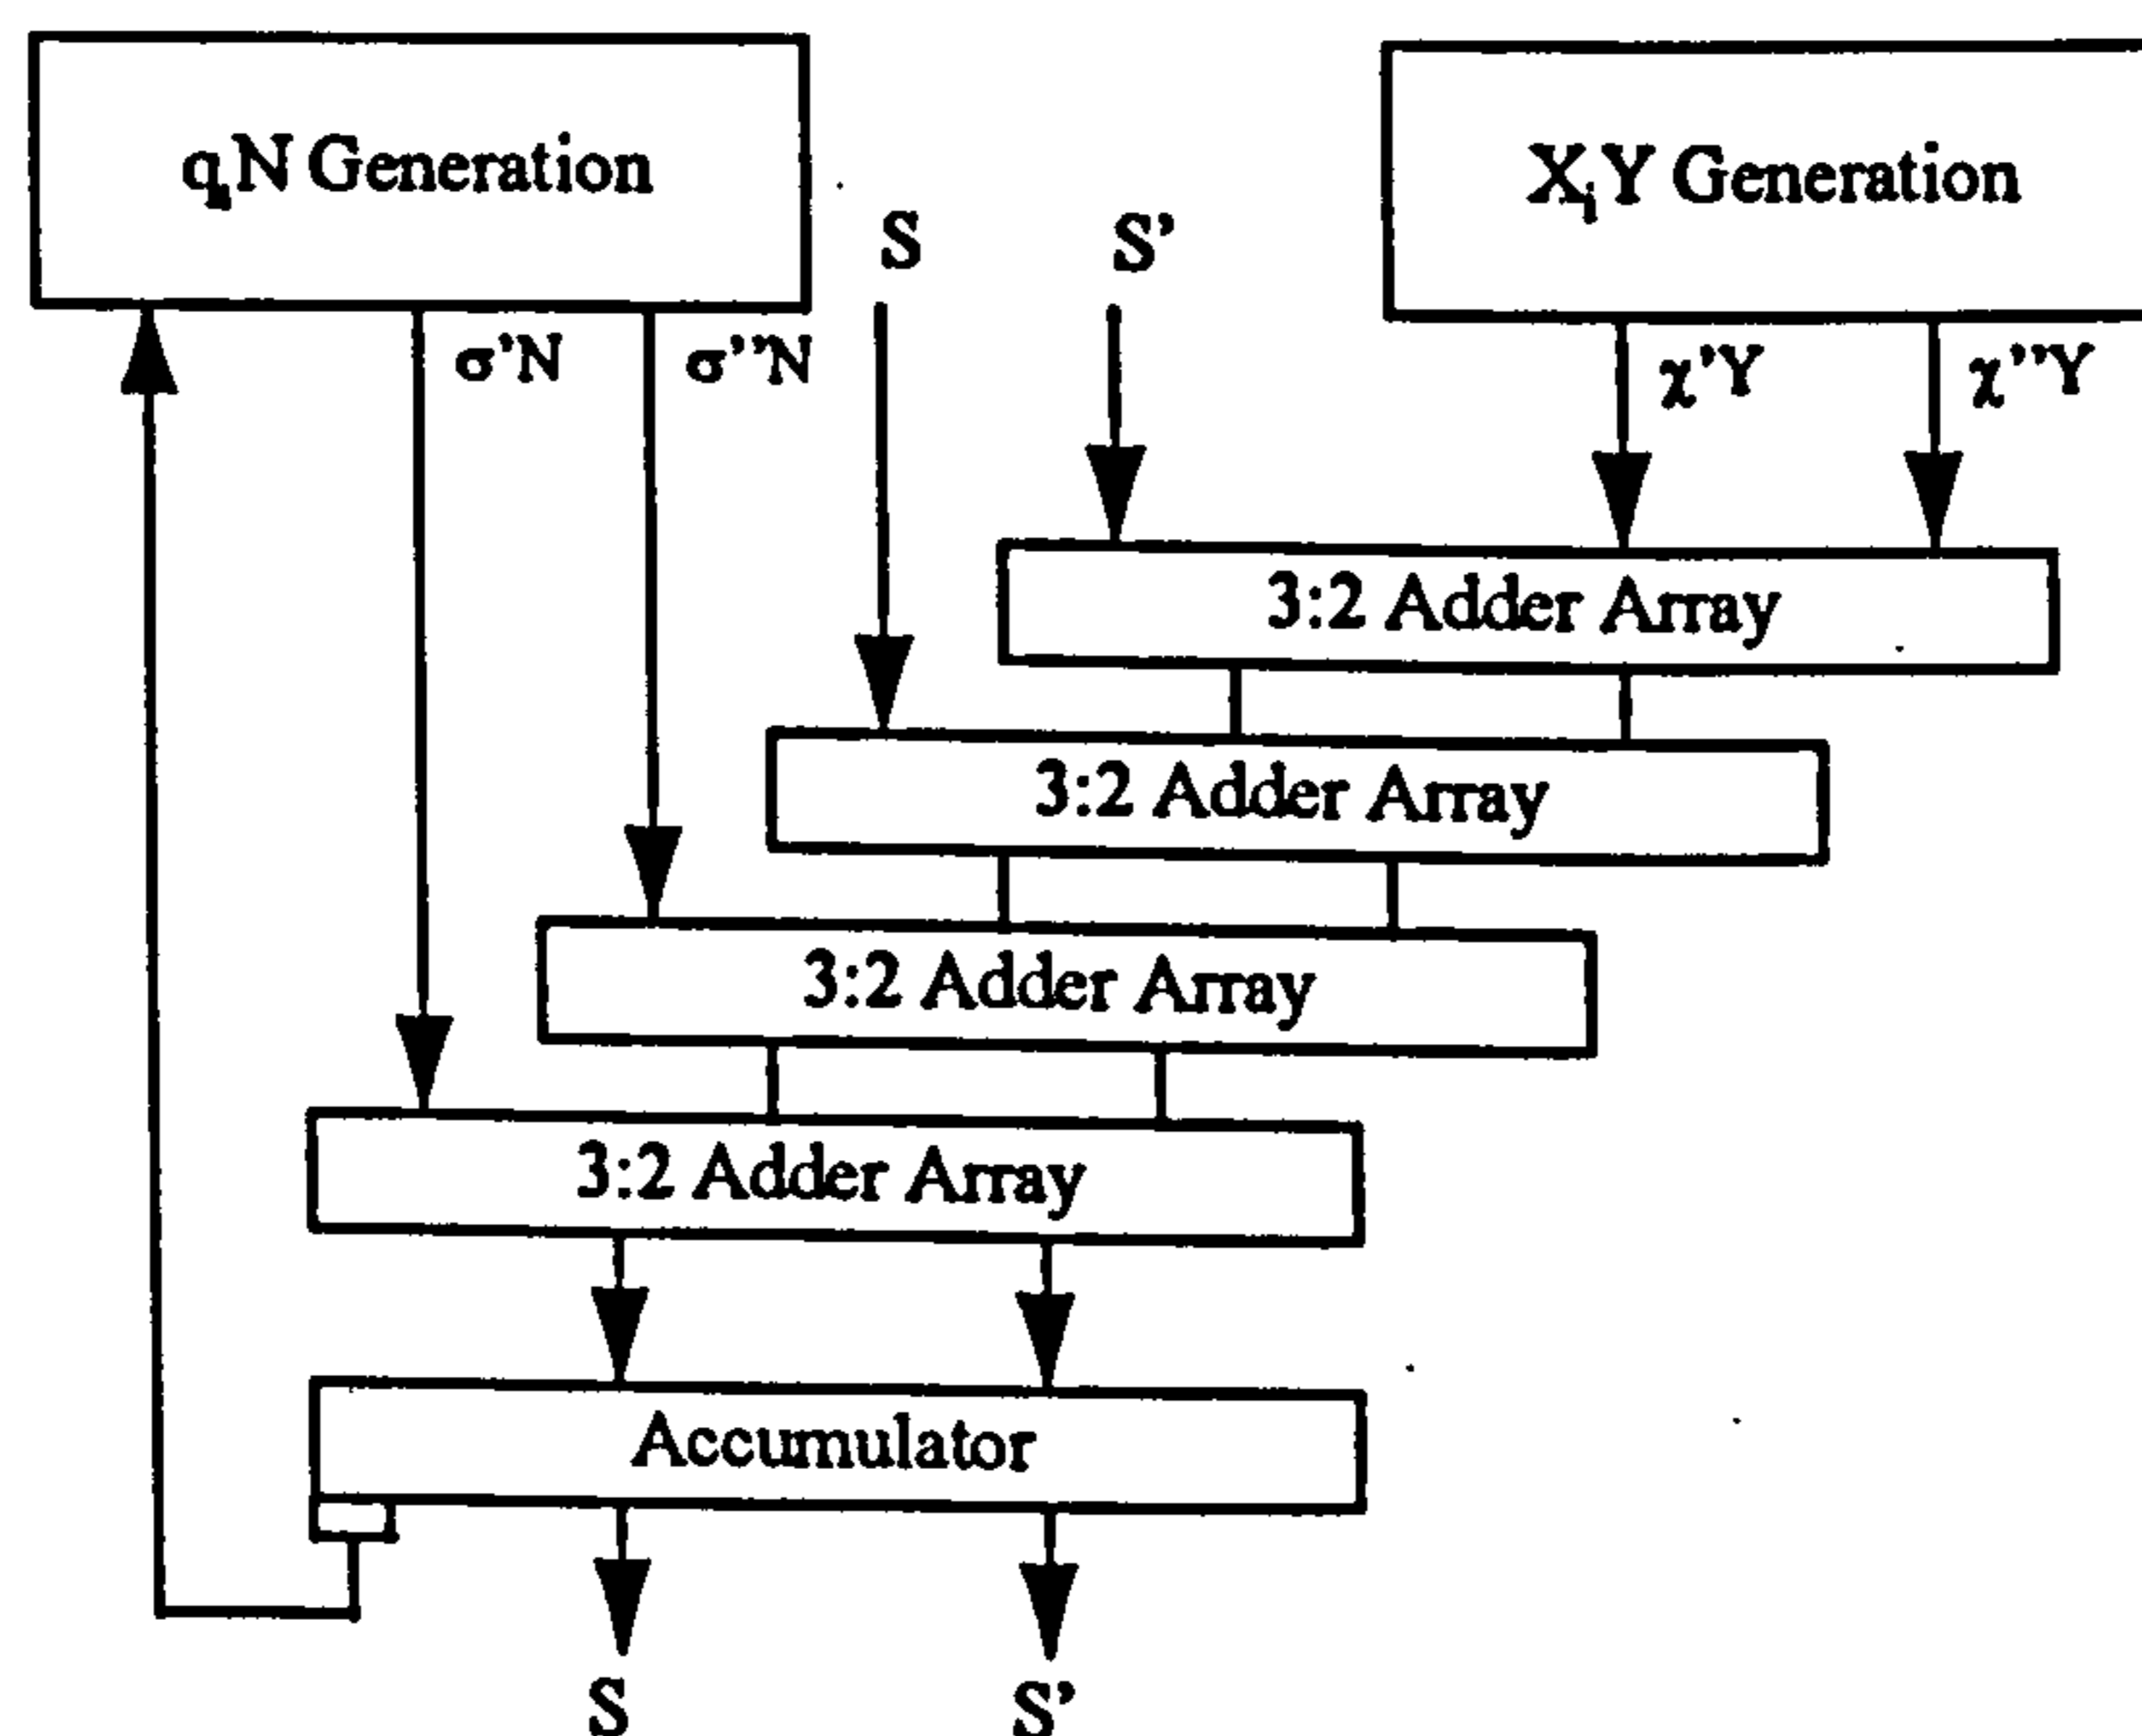 qN Generation
XᵢY Generation
S
S'
σ'N
σ''N
χ'Y
χ''Y
3:2 Adder Array
3:2 Adder Array
3:2 Adder Array
3:2 Adder Array
Accumulator
S
S'